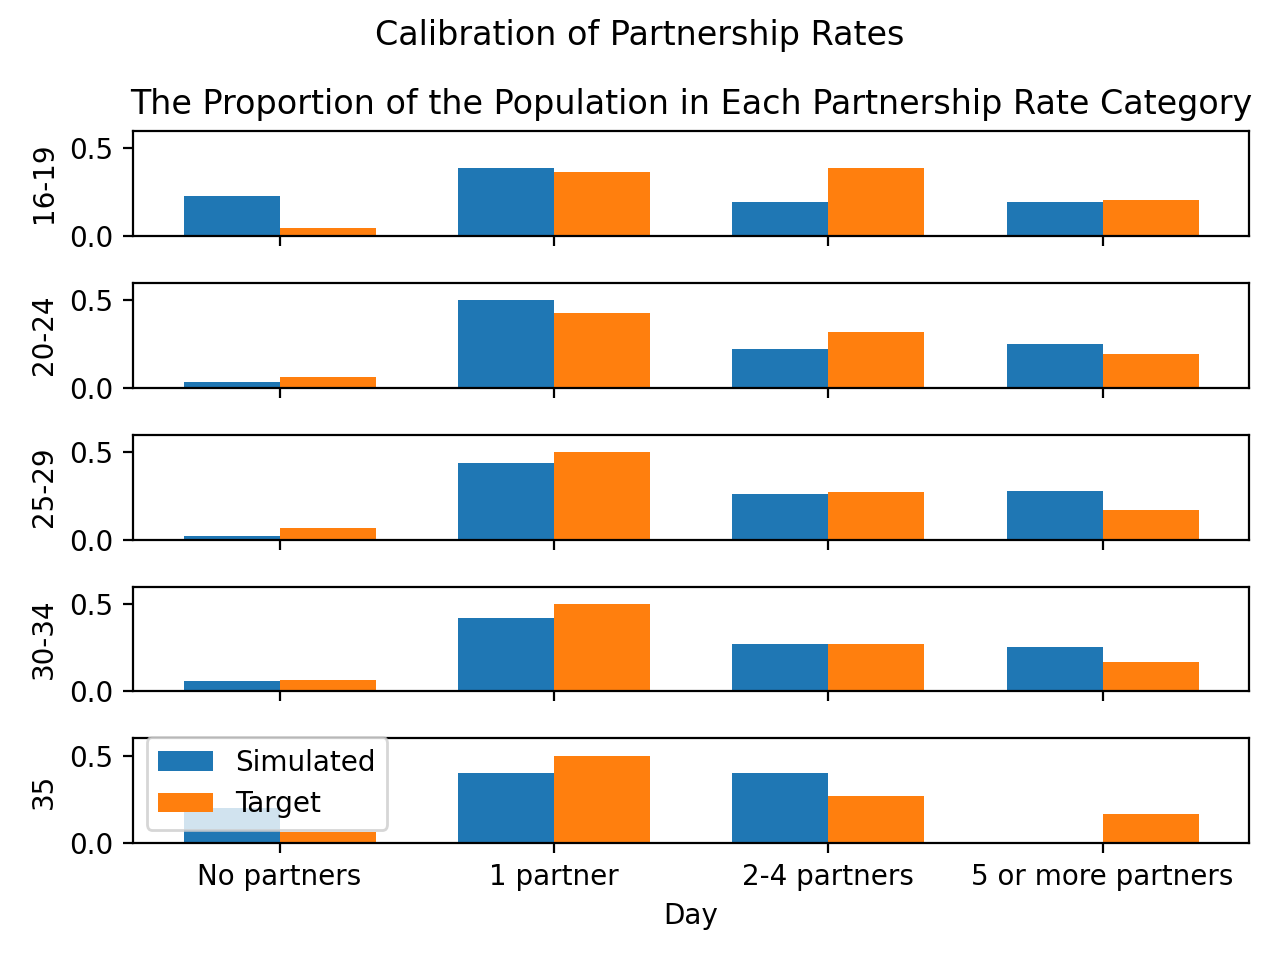 Calibration of Partnership Rates
The Proportion of the Population in Each Partnership Rate Category
0.5
16-19
0.0
0.5
20-24
0.0
0.5
25-29
0.0
0.5
30-34
0.0
0.5
35
0.0
Simulated
Target
No partners 1 partner 2-4 partners 5 or more partners
Day